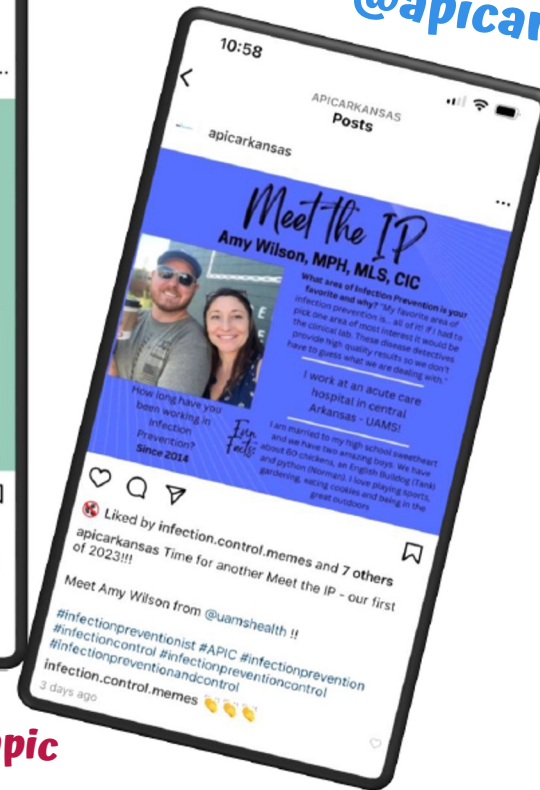 @apicar
10:58
APICARKANSAS
Posts
apicarkansas
...
Meet the IP
Amy Wilson, MPH, MLS, CIC
What area of Infection Prevention is your
favorite and why? "My favorite area of
infection prevention is... all of it! If I had to
pick one area of most interest it would be
the clinical lab. These disease detectives
provide high quality results so we don't
have to guess what we are dealing with."
I work at an acute care
hospital in central
Arkansas - UAMS!
How long have you
been working in
Infection
Prevention?
Since 2014
Fun
Facts:
I am married to my high school sweetheart
and we have two amazing boys. We have
about 60 chickens, an English Bulldog (Tank)
and python (Norman). I love playing sports,
gardening, eating cookies and being in the
great outdoors
Liked by infection.control.memes and 7 others
apicarkansas Time for another Meet the IP - our first
of 2023!!!
Meet Amy Wilson from @uamshealth !!
#infectionpreventionist #APIC #infectionprevention
#infectioncontrol #infectionpreventioncontrol
#infectionpreventionandcontrol
infection.control.memes 👏👏👏
3 days ago
pic